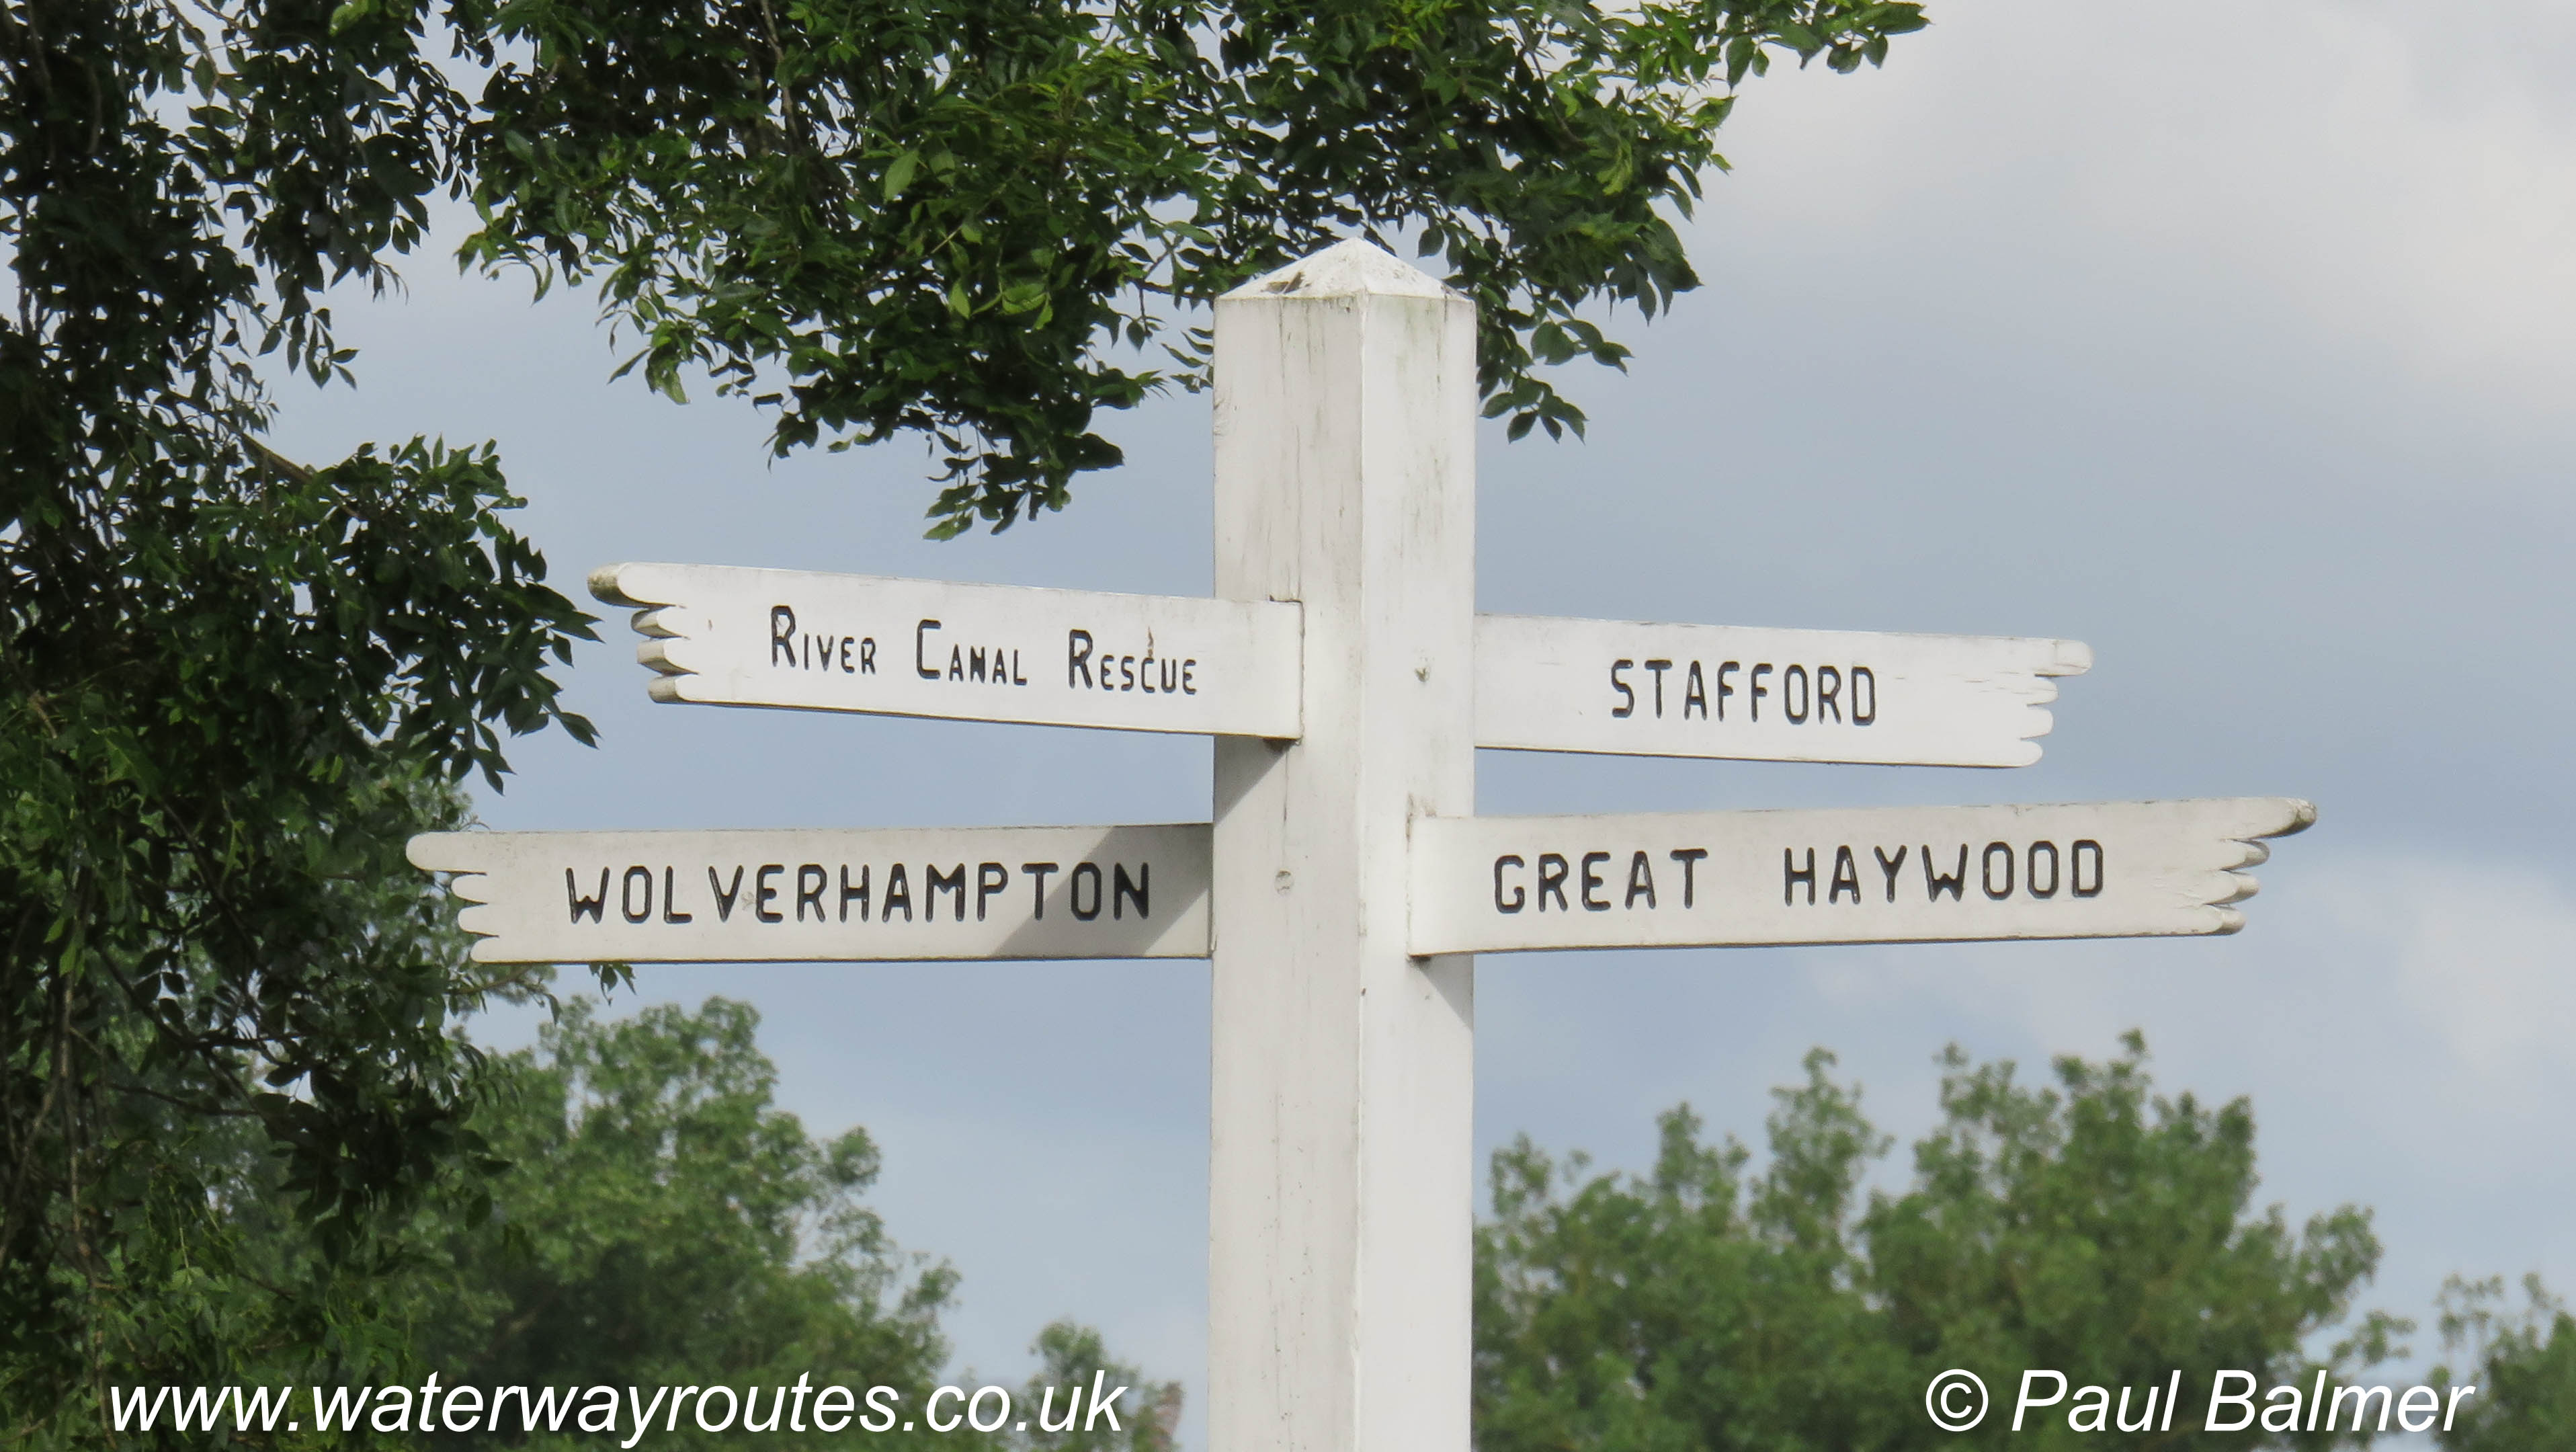 River Canal Rescue
STAFFORD
WOLVERHAMPTON
GREAT HAYWOOD
www.waterwayroutes.co.uk
© Paul Balmer